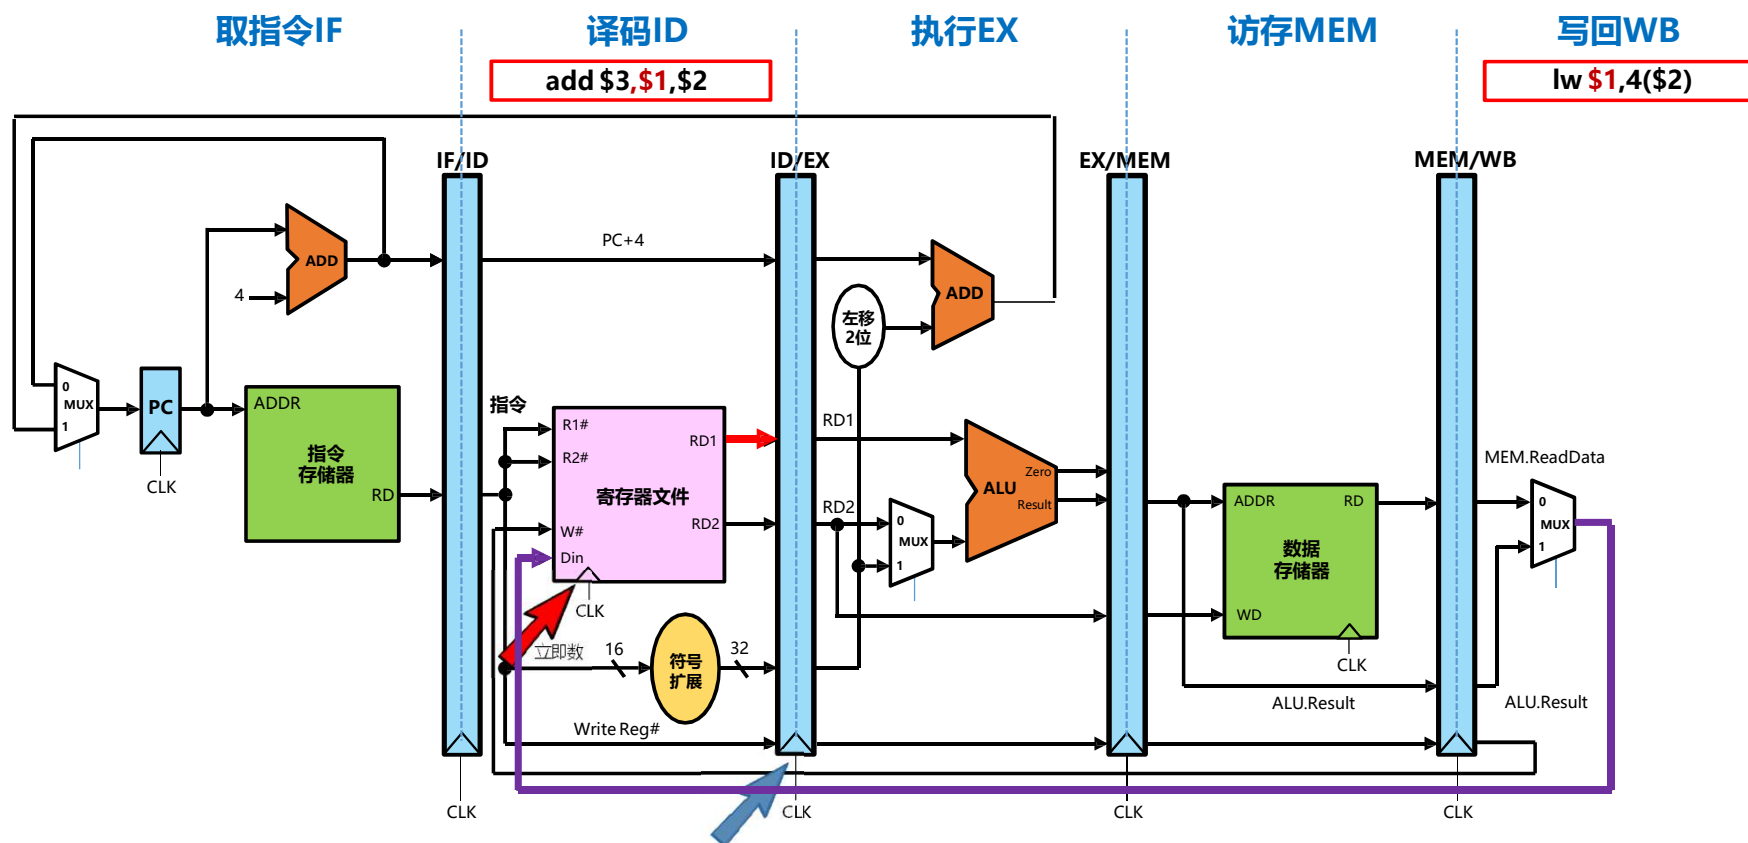 取指令IF
译码ID
执行EX
访存MEM
写回WB
add $3,$1,$2
lw $1,4($2)
IF/ID
ID/EX
EX/MEM
MEM/WB
PC+4
ADD
4
ADD
左移
2位
0
MUX
1
PC
CLK
ADDR
指令
存储器
RD
指令
R1#
R2#
W#
Din
寄存器文件
RD1
RD2
CLK
立即数
16
符号
扩展
32
Write Reg#
RD1
RD2
0
MUX
1
ALU
Zero
Result
ADDR
RD
数据
存储器
WD
CLK
ALU.Result
MEM.ReadData
0
MUX
1
ALU.Result
CLK
CLK
CLK
CLK